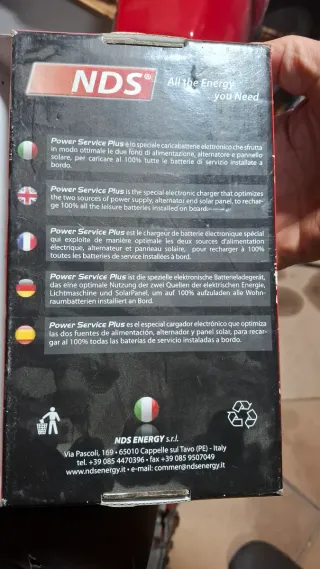 NDS®
All the Energy
you Need
Power Service Plus è lo speciale caricabatterie elettronico che sfrutta
in modo ottimale le due fonti di alimentazione, alternatore e pannello
solare, per caricare al 100% tutte le batterie di servizio installate a
bordo.
Power Service Plus is the special electronic charger that optimizes
the two sources of power supply, alternator end solar panel, to rechar-
ge 100% all the leisure batteries installed on board.
Power Service Plus est le chargeur de batterie électronique spécial
qui exploite de manière optimale les deux sources d'alimentation
électrique, alternateur et panneau solaire, pour recharger à 100%
toutes les batteries de service installées à bord.
Power Service Plus ist die spezielle elektronische Batterieladegerät,
das eine optimale Nutzung der zwei Quellen der elektrischen Energie,
Lichtmaschine und SolarPanel, um auf 100% aufzuladen alle Wohn-
raumbatterien installiert an Bord.
Power Service Plus es el especial cargador electrónico que optimiza
las dos fuentes de alimentación, alternador y panel solar, para recar-
gar al 100% todas las baterías de servicio instaladas a bordo.
NDS ENERGY s.r.l.
Via Pascoli, 169 • 65010 Cappelle sul Tavo (PE) - Italy
tel. +39 085 4470396 • fax +39 085 9507049
www.ndsenergy.it • e-mail: commer@ndsenergy.it